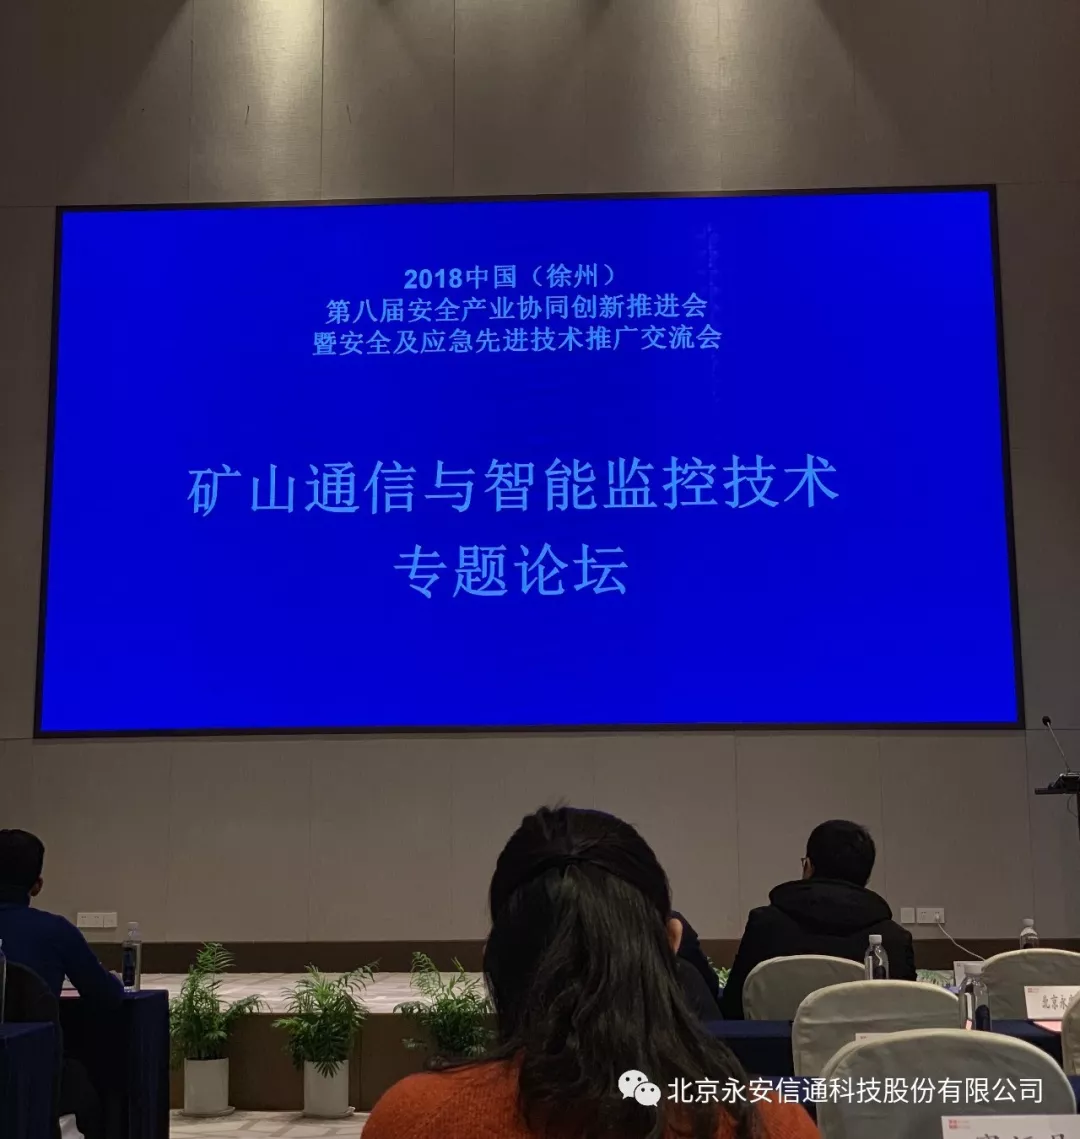 2018中国（徐州）
第八届安全产业协同创新推进会
暨安全及应急先进技术推广交流会
矿山通信与智能监控技术
专题论坛
北京永
北京永安信通科技股份有限公司